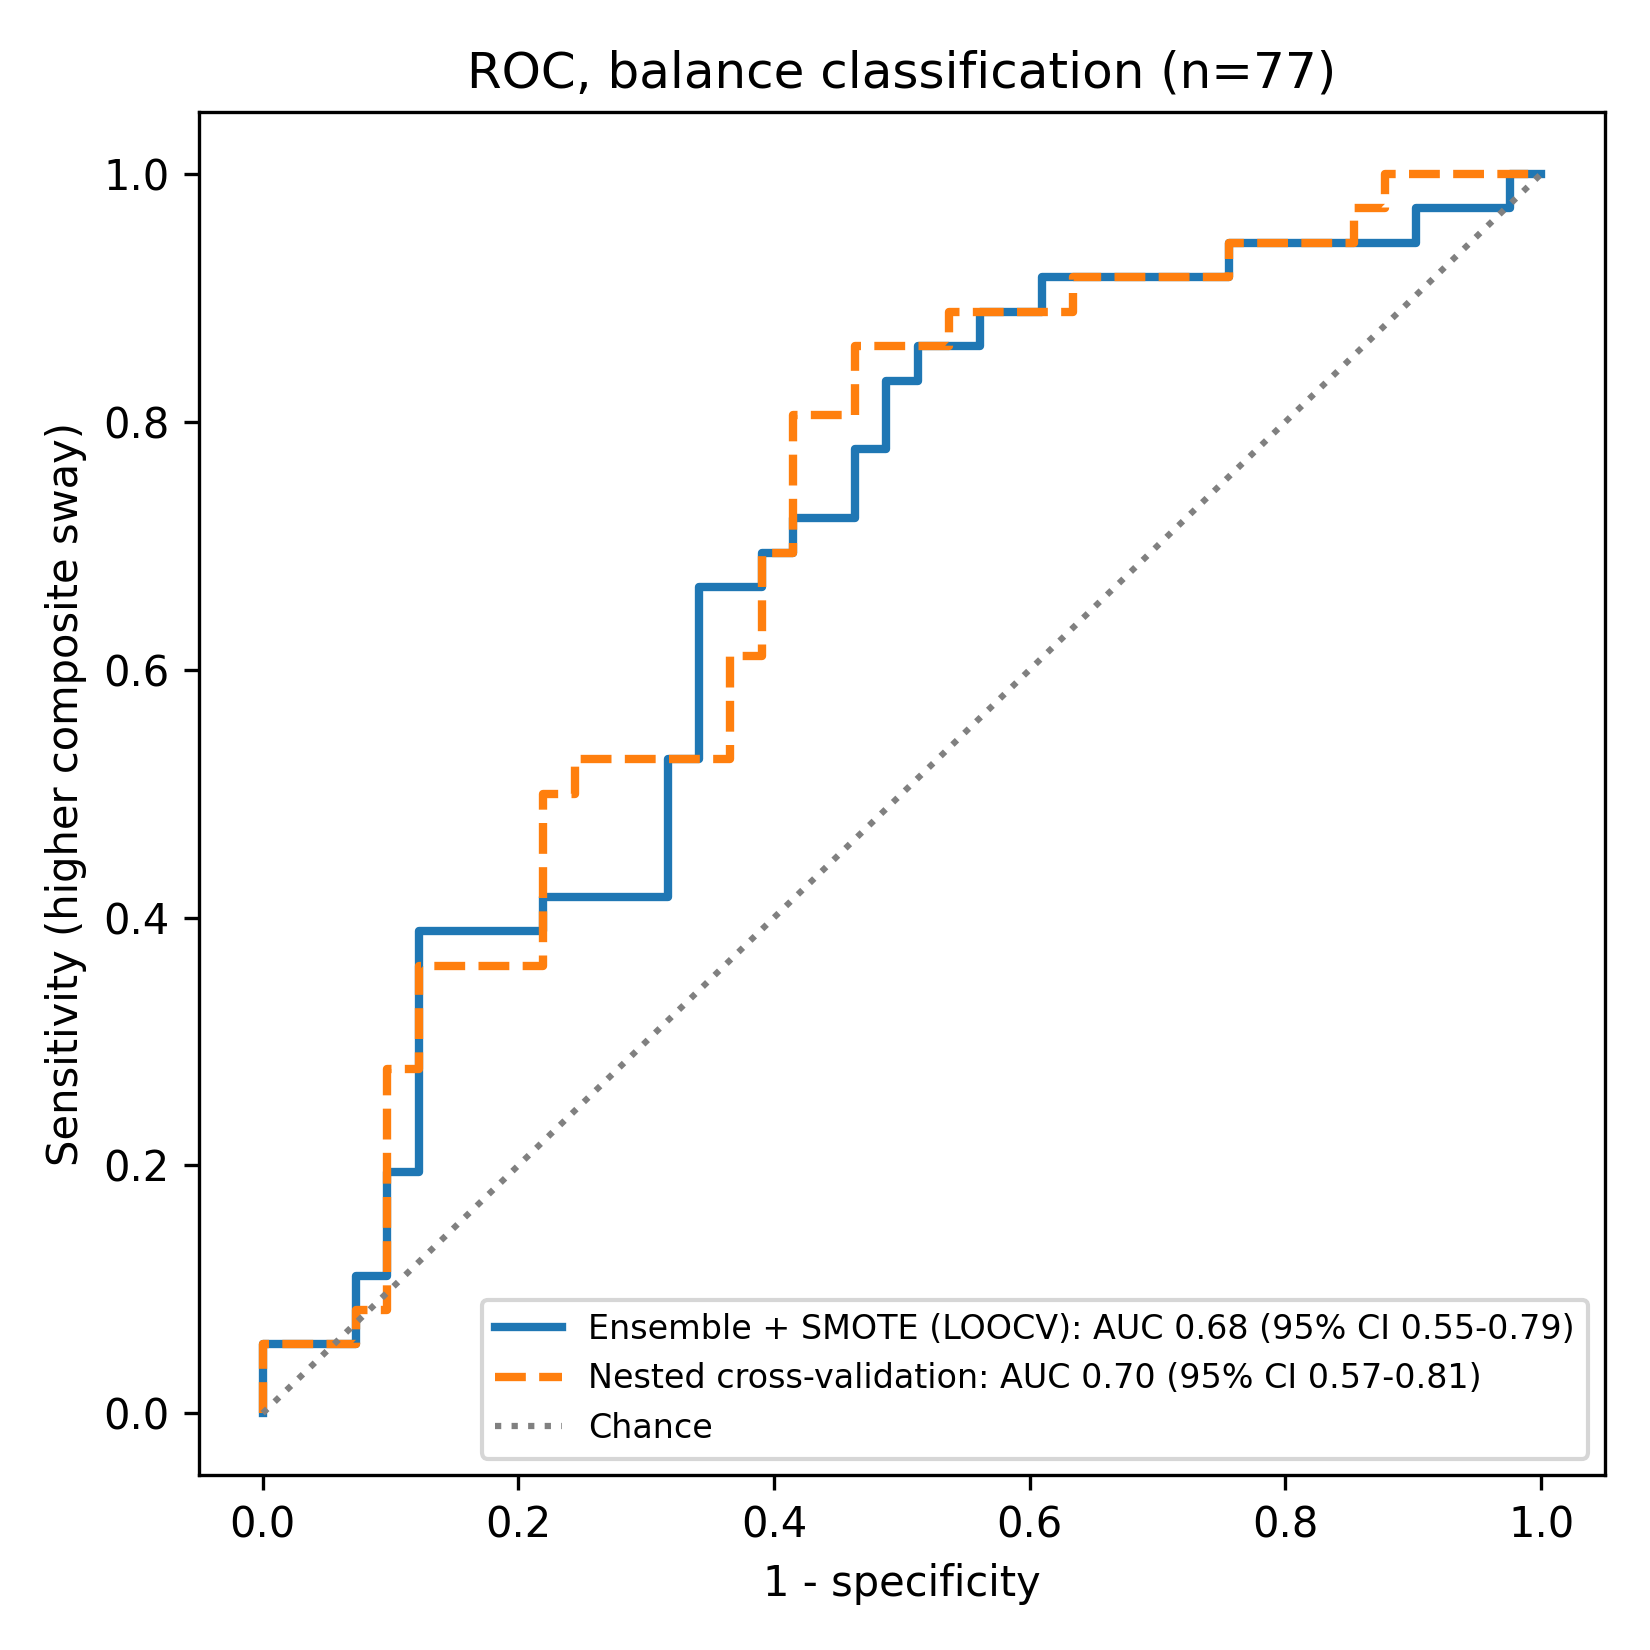 ROC, balance classification (n=77)
Sensitivity (higher composite sway)
1.0
0.8
0.6
0.4
0.2
0.0
Ensemble + SMOTE (LOOCV): AUC 0.68 (95% CI 0.55-0.79)
Nested cross-validation: AUC 0.70 (95% CI 0.57-0.81)
Chance
0.0 0.2 0.4 0.6 0.8 1.0
1 - specificity